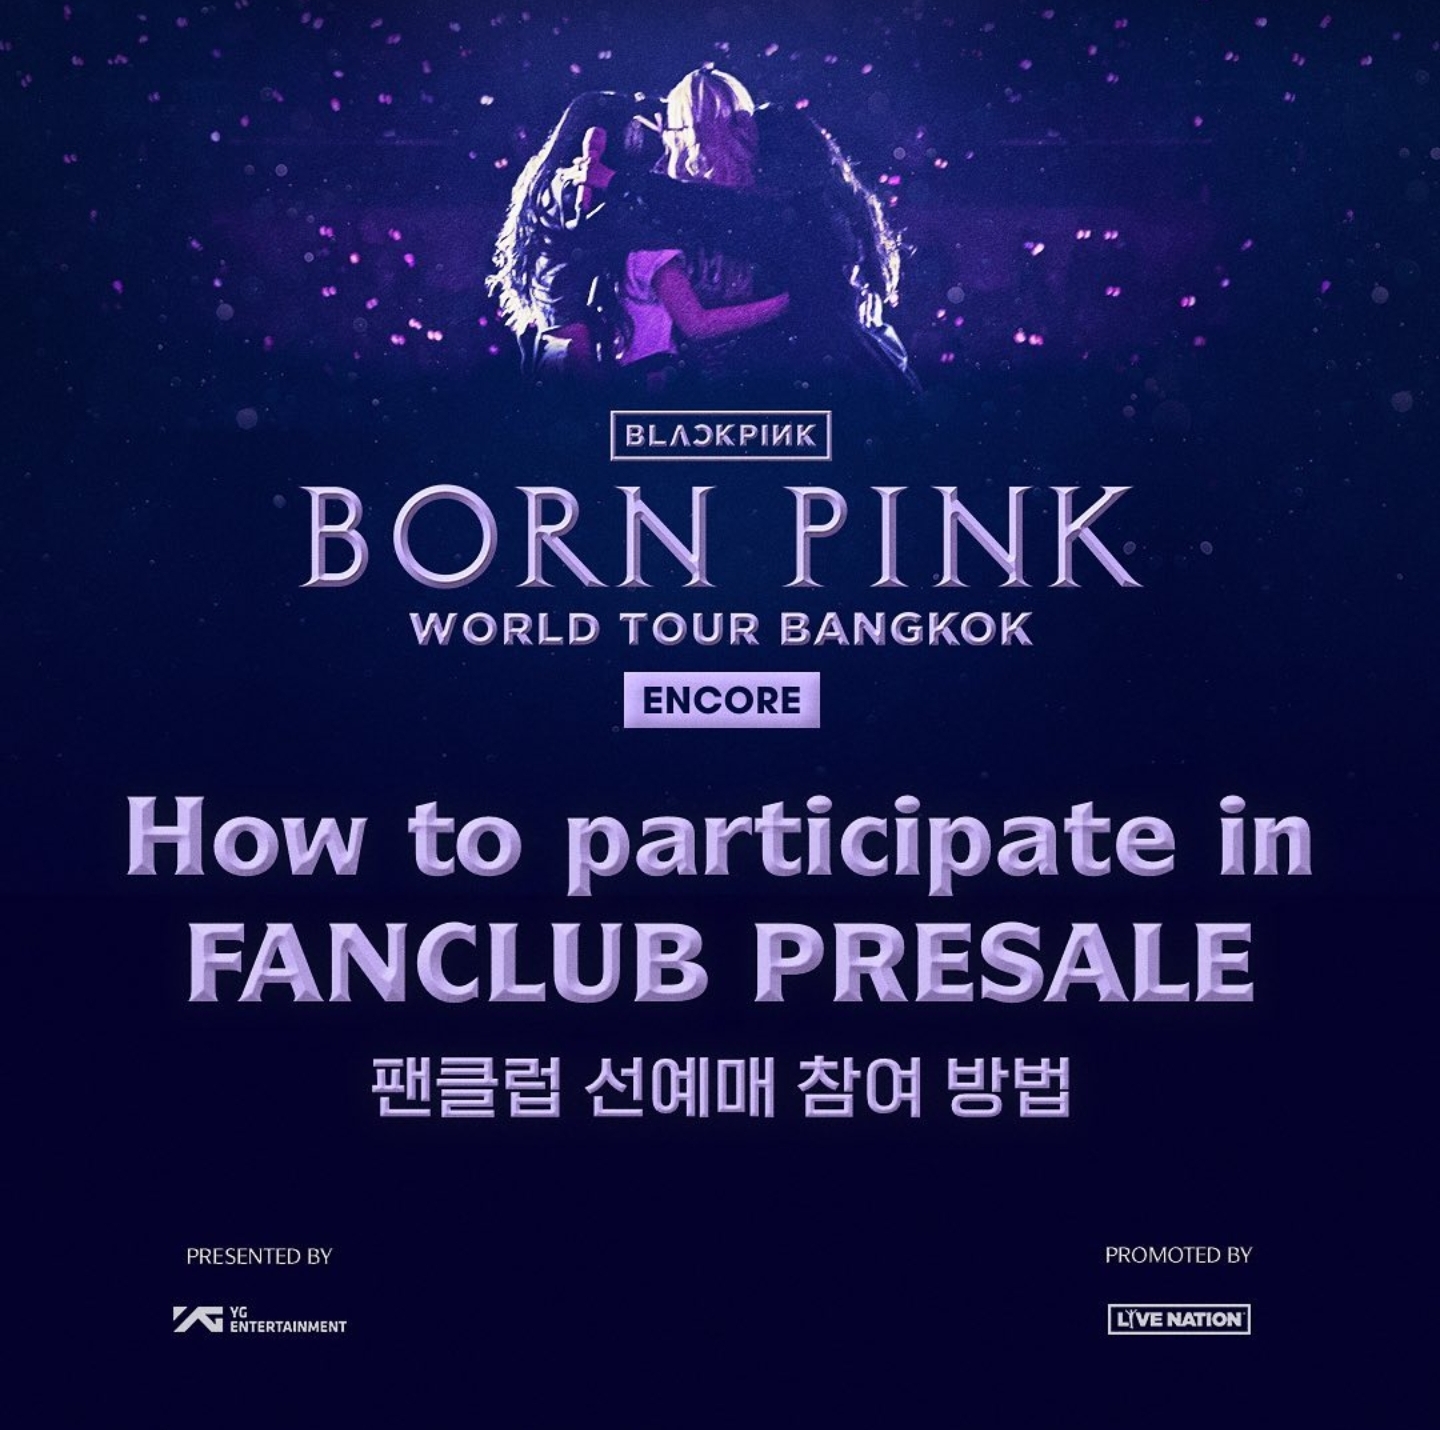 BLACKPINK
BORN PINK
WORLD TOUR BANGKOK
ENCORE
How to participate in
FANCLUB PRESALE
팬클럽 선예매 참여 방법
PRESENTED BY
PROMOTED BY
YG
ENTERTAINMENT
LIVE NATION